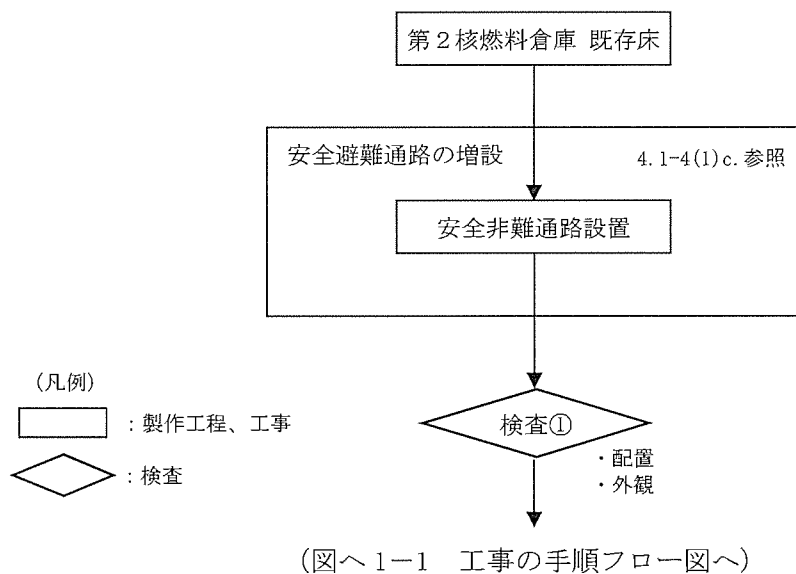 第２核燃料倉庫 既存床
安全避難通路の増設
4.1-4(1)c.参照
安全非難通路設置
検査①
・配置
・外観
(凡例)
：製作工程、工事
：検査
(図へ 1－1　工事の手順フロー図へ)